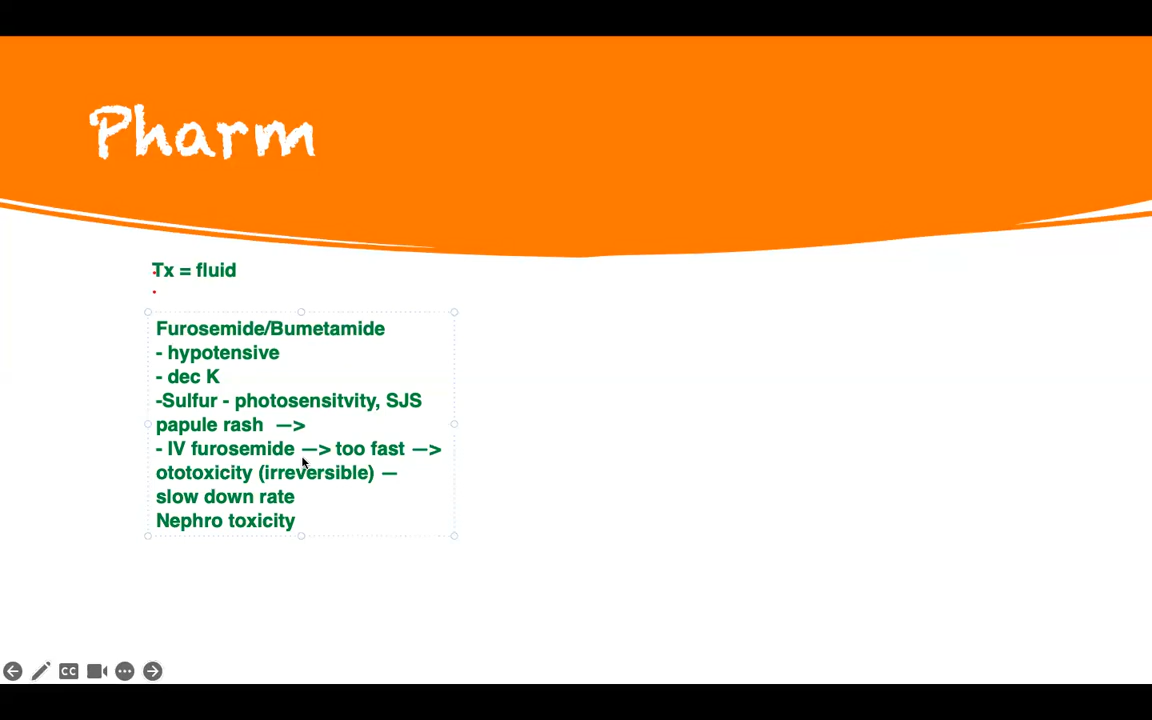 Pharm
Tx = fluid
Furosemide/Bumetamide
- hypotensive
- dec K
-Sulfur - photosensitvity, SJS
papule rash —>
- IV furosemide —> too fast —>
ototoxicity (irreversible) —
slow down rate
Nephro toxicity
CC